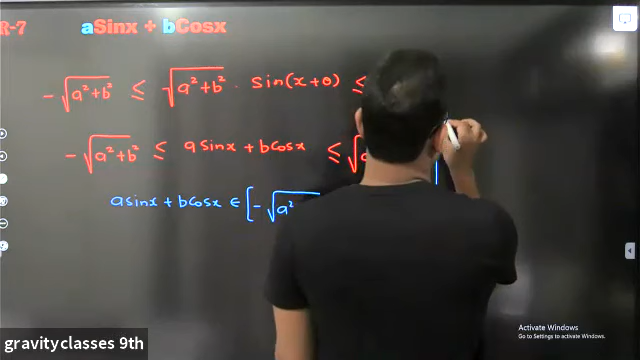 R-7 aSinx + bCosx
-√a²+b² ≤ √a²+b² · sin(x+θ) ≤
-√a²+b² ≤ asinx + bcosx ≤ √a
asinx + bcosx ∈ [-√a²
Activate Windows
Go to Settings to activate Windows.
gravityclasses 9th